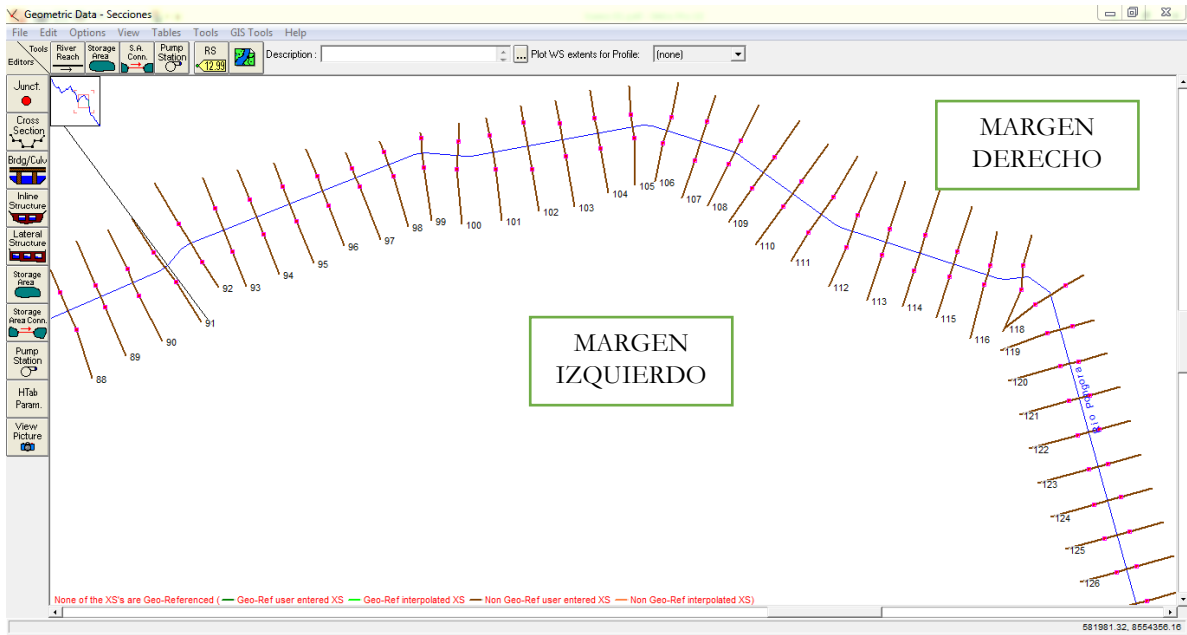 Geometric Data - Secciones
File Edit Options View Tables Tools GIS Tools Help
Tools
Editors
River
Reach
Storage
Area
S.A.
Conn.
Pump
Station
RS
12.99
Description :
...
Plot WS extents for Profile:
(none)
Junct.
Cross
Section
Brdg/Culv
Inline
Structure
Lateral
Structure
Storage
Area
Storage
Area Conn.
Pump
Station
HTab
Param.
View
Picture
MARGEN
DERECHO
MARGEN
IZQUIERDO
88
89
90
91
92
93
94
95
96
97
98
99
100
101
102
103
104
105
106
107
108
109
110
111
112
113
114
115
116
118
119
120
121
122
123
124
125
126
Rio Pongora
None of the XS's are Geo-Referenced ( Geo-Ref user entered XS Geo-Ref interpolated XS Non Geo-Ref user entered XS Non Geo-Ref interpolated XS)
581981.32, 8554356.16